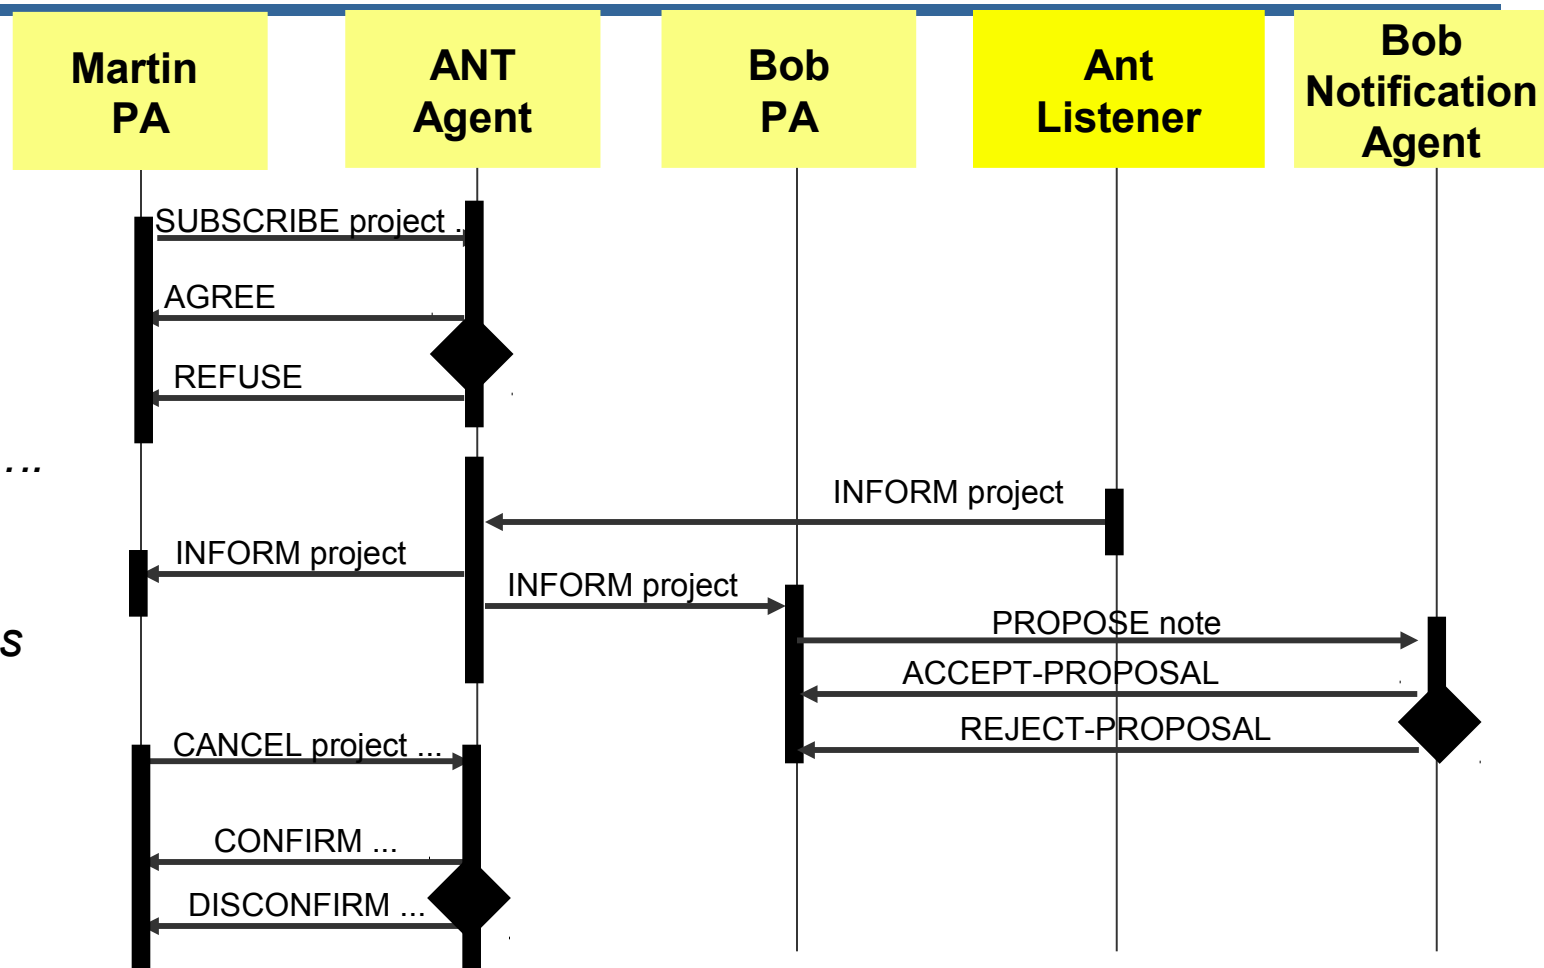 Martin
PA
ANT
Agent
Bob
PA
Ant
Listener
Bob
Notification
Agent
SUBSCRIBE project .
AGREE
REFUSE
...
INFORM project
INFORM project
INFORM project
s
PROPOSE note
ACCEPT-PROPOSAL
REJECT-PROPOSAL
CANCEL project ...
CONFIRM ...
DISCONFIRM ...